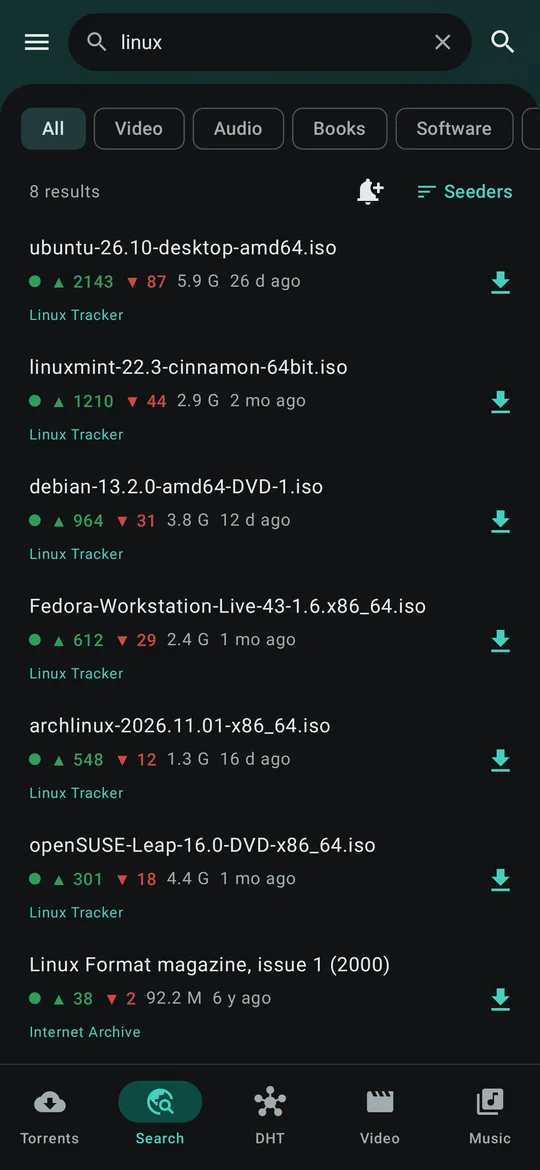 linux
All Video Audio Books Software
8 results Seeders
ubuntu-26.10-desktop-amd64.iso
▲ 2143 ▼ 87 5.9 G 26 d ago
Linux Tracker
linuxmint-22.3-cinnamon-64bit.iso
▲ 1210 ▼ 44 2.9 G 2 mo ago
Linux Tracker
debian-13.2.0-amd64-DVD-1.iso
▲ 964 ▼ 31 3.8 G 12 d ago
Linux Tracker
Fedora-Workstation-Live-43-1.6.x86_64.iso
▲ 612 ▼ 29 2.4 G 1 mo ago
Linux Tracker
archlinux-2026.11.01-x86_64.iso
▲ 548 ▼ 12 1.3 G 16 d ago
Linux Tracker
openSUSE-Leap-16.0-DVD-x86_64.iso
▲ 301 ▼ 18 4.4 G 1 mo ago
Linux Tracker
Linux Format magazine, issue 1 (2000)
▲ 38 ▼ 2 92.2 M 6 y ago
Internet Archive
Torrents Search DHT Video Music